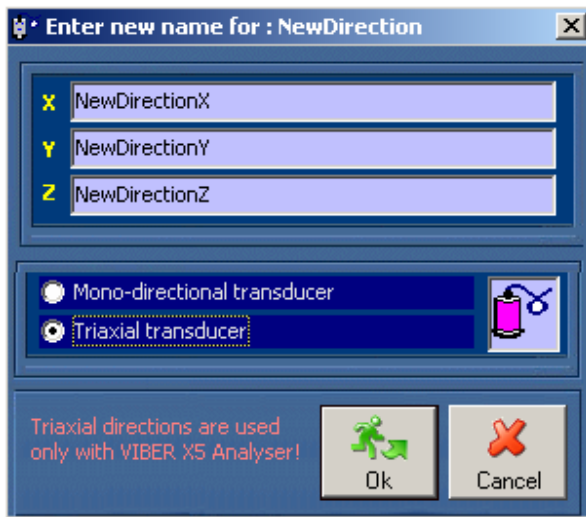 Enter new name for : NewDirection
X NewDirectionX
Y NewDirectionY
Z NewDirectionZ
Mono-directional transducer
Triaxial transducer
Triaxial directions are used
only with VIBER X5 Analyser!
Ok
Cancel